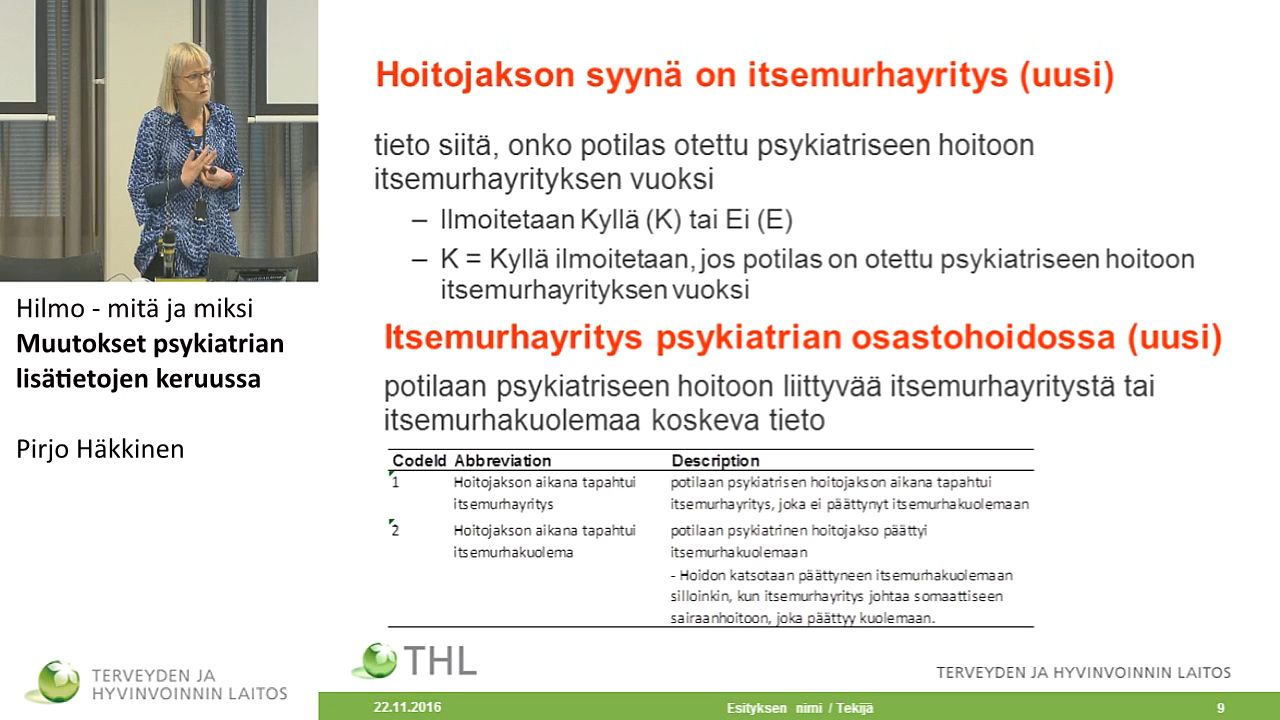 Hoitojakson syynä on itsemurhayritys (uusi)
tieto siitä, onko potilas otettu psykiatriseen hoitoon
itsemurhayrityksen vuoksi
– Ilmoitetaan Kyllä (K) tai Ei (E)
– K = Kyllä ilmoitetaan, jos potilas on otettu psykiatriseen hoitoon
itsemurhayrityksen vuoksi
Itsemurhayritys psykiatrian osastohoidossa (uusi)
potilaan psykiatriseen hoitoon liittyvää itsemurhayritystä tai
itsemurhakuolemaa koskeva tieto
CodeId Abbreviation Description
1 Hoitojakson aikana tapahtui potilaan psykiatrisen hoitojakson aikana tapahtui
itsemurhayritys itsemurhayritys, joka ei päättynyt itsemurhakuolemaan
2 Hoitojakson aikana tapahtui potilaan psykiatrinen hoitojakso päättyi
itsemurhakuolema itsemurhakuolemaan
- Hoidon katsotaan päättyneen itsemurhakuolemaan
silloinkin, kun itsemurhayritys johtaa somaattiseen
sairaanhoitoon, joka päättyy kuolemaan.
THL
TERVEYDEN JA HYVINVOINNIN LAITOS
22.11.2016 Esityksen nimi / Tekijä 9
Hilmo - mitä ja miksi
Muutokset psykiatrian
lisätietojen keruussa
Pirjo Häkkinen
TERVEYDEN JA
HYVINVOINNIN LAITOS